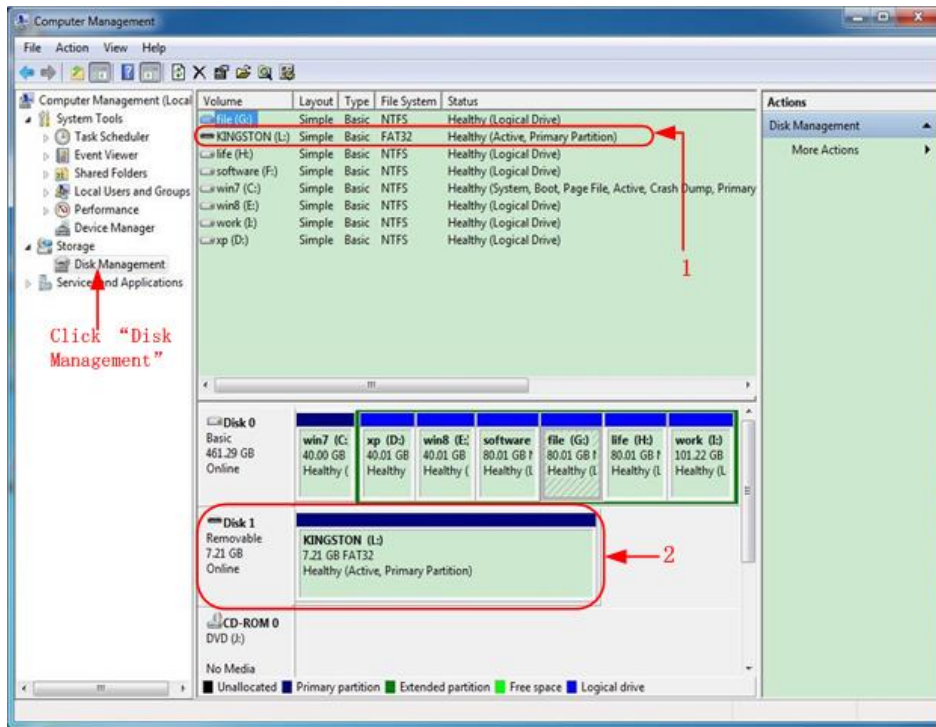 Computer Management
File Action View Help
Computer Management (Local
System Tools
Task Scheduler
Event Viewer
Shared Folders
Local Users and Groups
Performance
Device Manager
Storage
Disk Management
Services and Applications
Click “Disk
Management”
Volume Layout Type File System Status
file (G:) Simple Basic NTFS Healthy (Logical Drive)
KINGSTON (L:) Simple Basic FAT32 Healthy (Active, Primary Partition)
life (H:) Simple Basic NTFS Healthy (Logical Drive)
software (F:) Simple Basic NTFS Healthy (Logical Drive)
win7 (C:) Simple Basic NTFS Healthy (System, Boot, Page File, Active, Crash Dump, Primary
win8 (E:) Simple Basic NTFS Healthy (Logical Drive)
work (I:) Simple Basic NTFS Healthy (Logical Drive)
xp (D:) Simple Basic NTFS Healthy (Logical Drive)
1
Disk 0
Basic
461.29 GB
Online
win7 (C:
40.00 GB
Healthy (
xp (D:)
40.01 GB
Healthy
win8 (E:
40.01 GB
Healthy (
software
80.01 GB N
Healthy (L
file (G:)
80.01 GB N
Healthy (L
life (H:)
80.01 GB N
Healthy (L
work (I:)
101.22 GB
Healthy (L
Disk 1
Removable
7.21 GB
Online
KINGSTON (L:)
7.21 GB FAT32
Healthy (Active, Primary Partition)
2
CD-ROM 0
DVD (J:)
No Media
Unallocated Primary partition Extended partition Free space Logical drive
Actions
Disk Management
More Actions